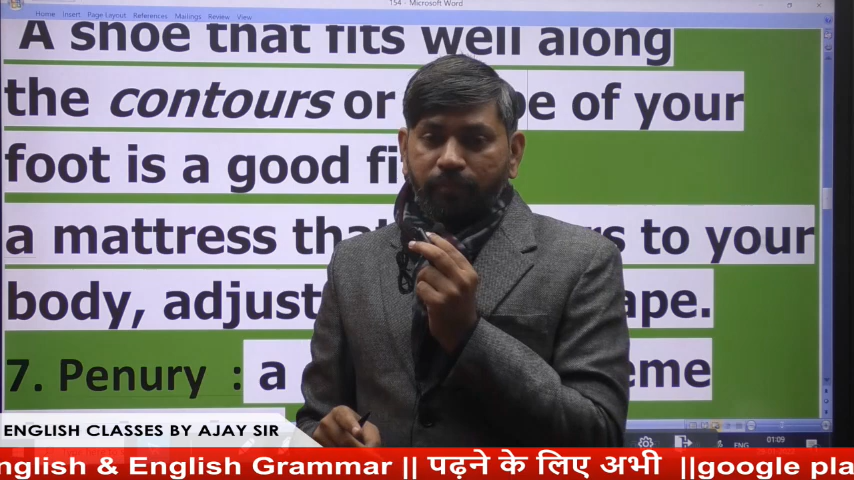 154 - Microsoft Word
Home Insert Page Layout References Mailings Review View
A shoe that fits well along
the contours or pe of your
foot is a good fi
a mattress tha rs to your
body, adjust ape.
7. Penury : a eme
ENG 01:09
ENGLISH CLASSES BY AJAY SIR
nglish & English Grammar || पढ़ने के लिए अभी ||google pla